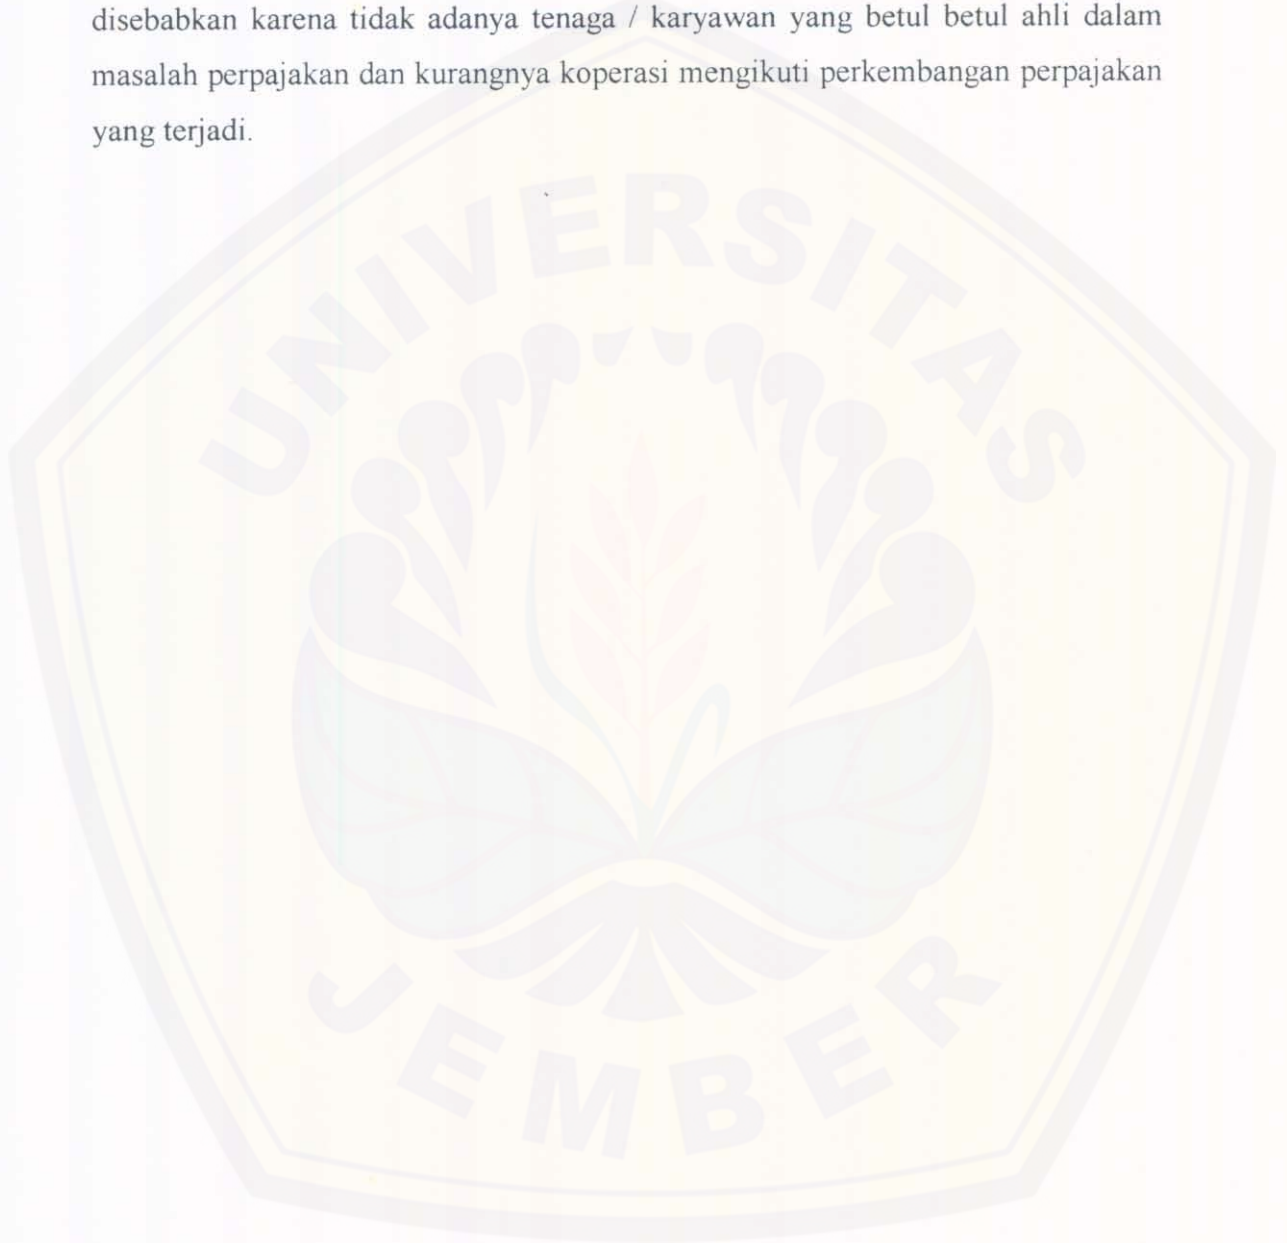 disebabkan karena tidak adanya tenaga / karyawan yang betul betul ahli dalam
masalah perpajakan dan kurangnya koperasi mengikuti perkembangan perpajakan
yang terjadi.
UNIVERSITAS
JEMBER